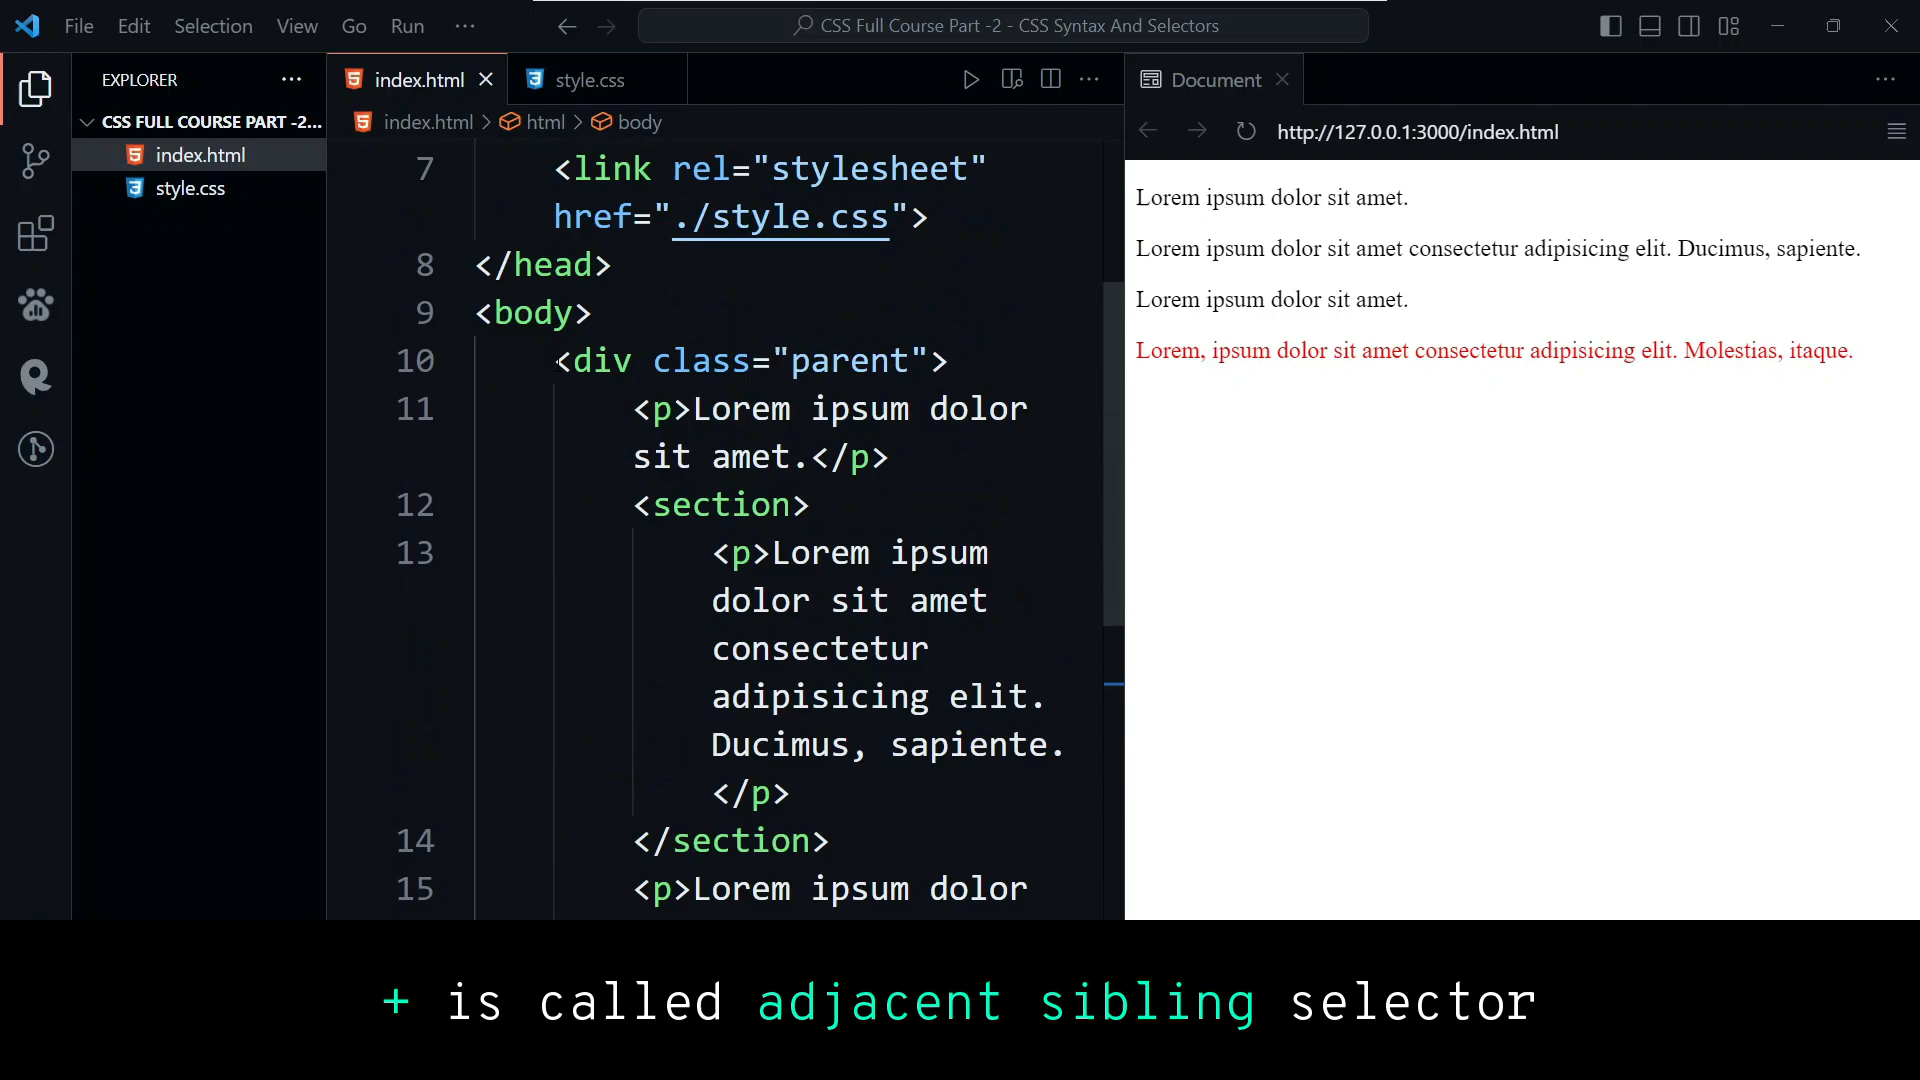 File Edit Selection View Go Run ···
CSS Full Course Part -2 - CSS Syntax And Selectors
EXPLORER ···
CSS FULL COURSE PART -2...
index.html
style.css
index.html
style.css
···
index.html > html > body
7 <link rel="stylesheet"
href="./style.css">
8 </head>
9 <body>
10 <div class="parent">
11 <p>Lorem ipsum dolor
sit amet.</p>
12 <section>
13 <p>Lorem ipsum
dolor sit amet
consectetur
adipisicing elit.
Ducimus, sapiente.
</p>
14 </section>
15 <p>Lorem ipsum dolor
Document
···
http://127.0.0.1:3000/index.html
Lorem ipsum dolor sit amet.
Lorem ipsum dolor sit amet consectetur adipisicing elit. Ducimus, sapiente.
Lorem ipsum dolor sit amet.
Lorem, ipsum dolor sit amet consectetur adipisicing elit. Molestias, itaque.
+ is called adjacent sibling selector